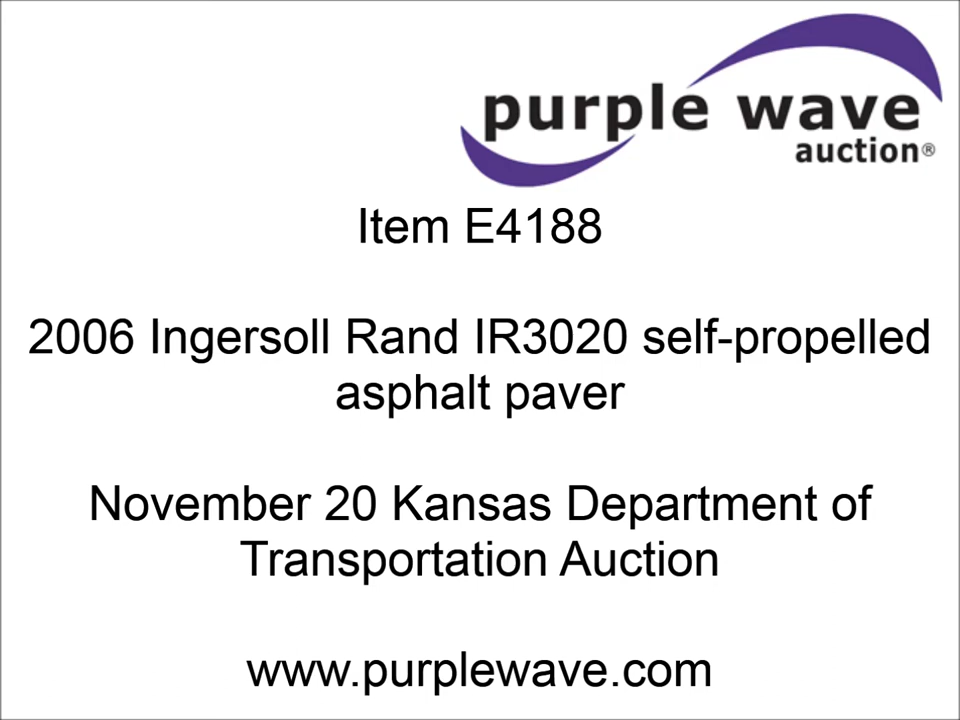 purple wave
auction®
Item E4188
2006 Ingersoll Rand IR3020 self-propelled
asphalt paver
November 20 Kansas Department of
Transportation Auction
www.purplewave.com